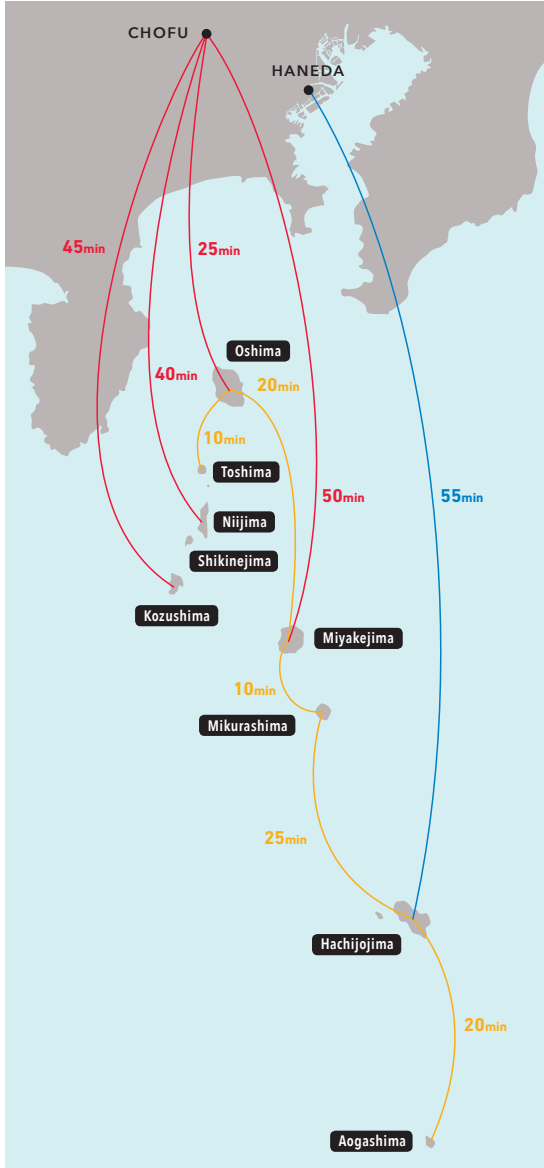 CHOFU
HANEDA
45min
25min
Oshima
40min
20min
10min
Toshima
50min
55min
Niijima
Shikinejima
Kozushima
Miyakejima
10min
Mikurashima
25min
Hachijojima
20min
Aogashima